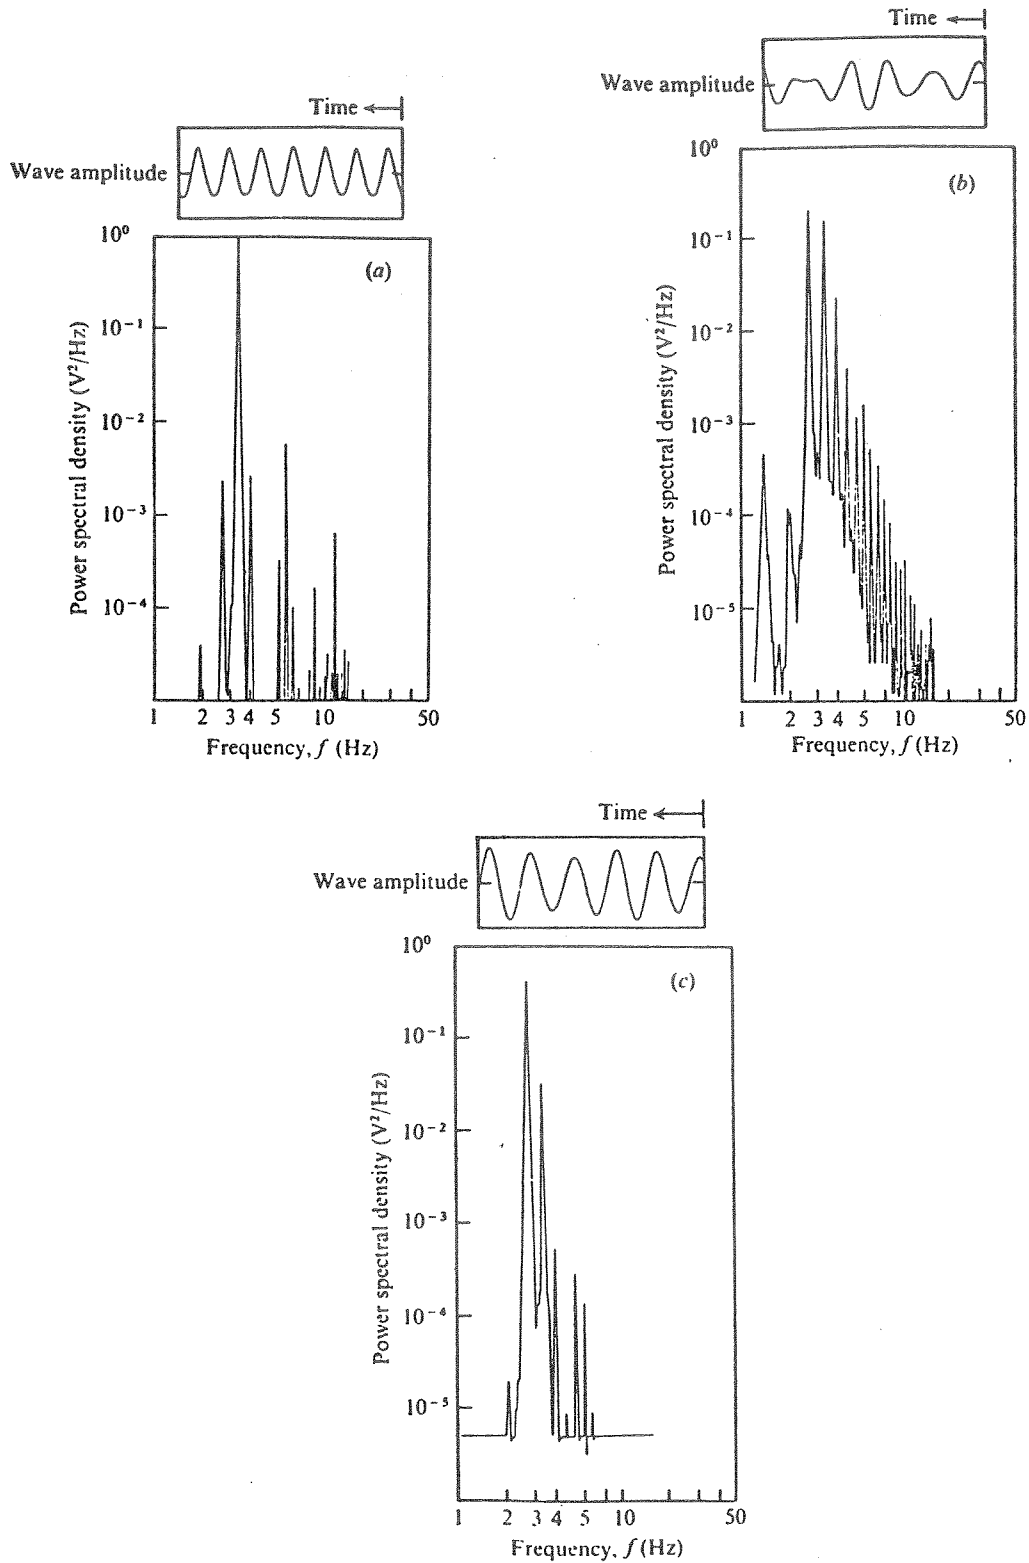 Time
Wave amplitude
(a)
10⁰
10⁻¹
10⁻²
10⁻³
10⁻⁴
Power spectral density (V²/Hz)
1 2 3 4 5 10 50
Frequency, f (Hz)
Time
Wave amplitude
(b)
10⁰
10⁻¹
10⁻²
10⁻³
10⁻⁴
10⁻⁵
Power spectral density (V²/Hz)
1 2 3 4 5 10 50
Frequency, f (Hz)
Time
Wave amplitude
(c)
10⁰
10⁻¹
10⁻²
10⁻³
10⁻⁴
10⁻⁵
Power spectral density (V²/Hz)
1 2 3 4 5 10 50
Frequency, f (Hz)